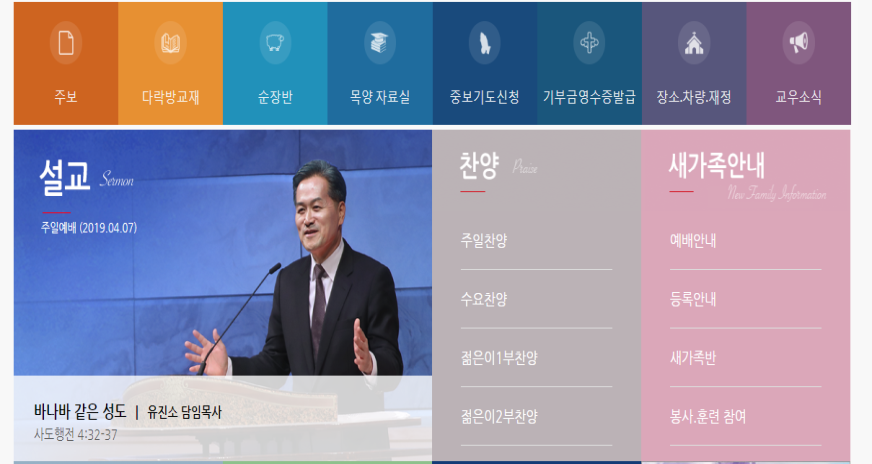 주보
다락방교재
순장반
목양 자료실
중보기도신청
기부금영수증발급
장소.차량.재정
교우소식
설교 Sermon
주일예배 (2019.04.07)
바나바 같은 성도 | 유진소 담임목사
사도행전 4:32-37
찬양 Praise
주일찬양
수요찬양
젊은이1부찬양
젊은이2부찬양
새가족안내
New Family Information
예배안내
등록안내
새가족반
봉사.훈련 참여